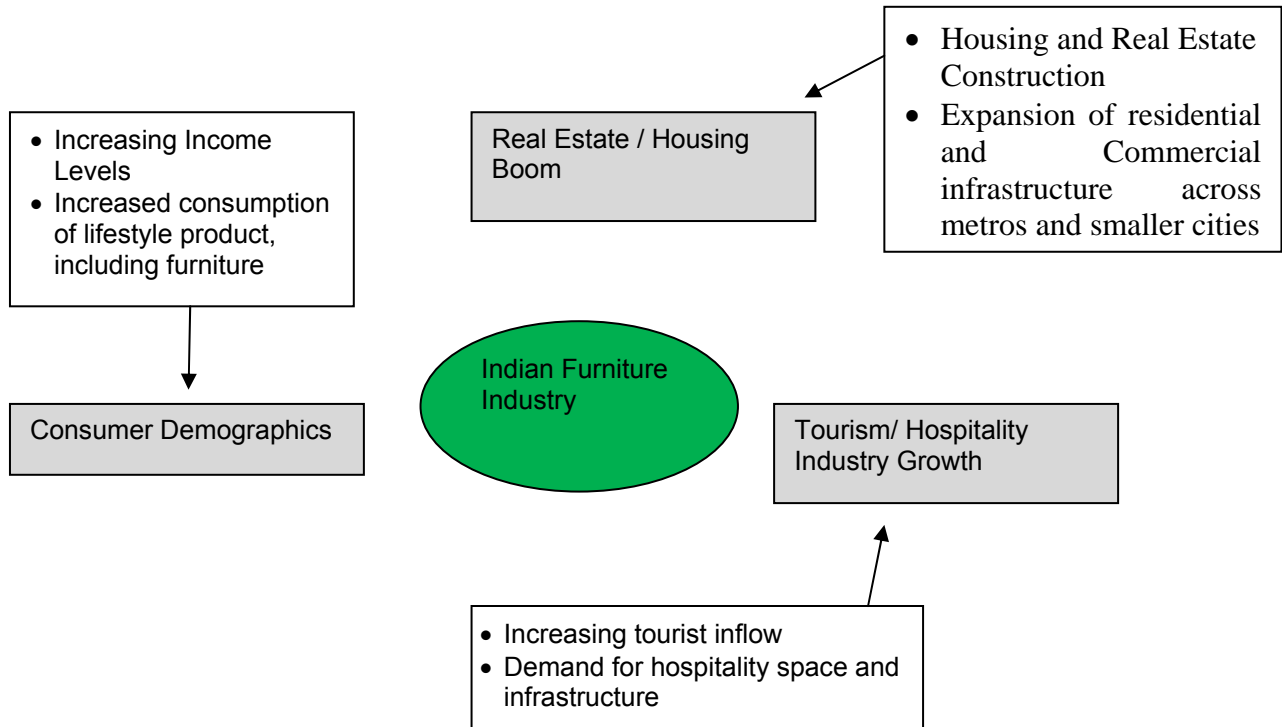 • Housing and Real Estate
Construction
• Expansion of residential
and Commercial
infrastructure across
metros and smaller cities
• Increasing Income
Levels
• Increased consumption
of lifestyle product,
including furniture
Real Estate / Housing
Boom
Indian Furniture
Industry
Consumer Demographics
Tourism/ Hospitality
Industry Growth
• Increasing tourist inflow
• Demand for hospitality space and
infrastructure